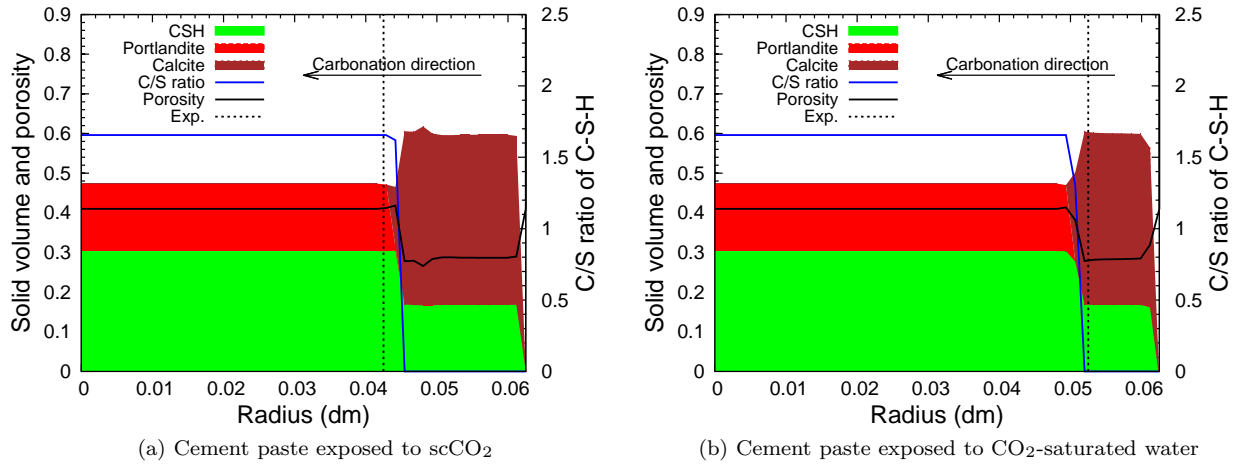 0.9
0.8
0.7
0.6
0.5
0.4
0.3
0.2
0.1
0
Solid volume and porosity
CSH
Portlandite
Calcite
C/S ratio
Porosity
Exp.
Carbonation direction
2.5
2
1.5
1
0.5
0
C/S ratio of C-S-H
0 0.01 0.02 0.03 0.04 0.05 0.06
Radius (dm)
(a) Cement paste exposed to scCO₂
0.9
0.8
0.7
0.6
0.5
0.4
0.3
0.2
0.1
0
Solid volume and porosity
CSH
Portlandite
Calcite
C/S ratio
Porosity
Exp.
Carbonation direction
2.5
2
1.5
1
0.5
0
C/S ratio of C-S-H
0 0.01 0.02 0.03 0.04 0.05 0.06
Radius (dm)
(b) Cement paste exposed to CO₂-saturated water